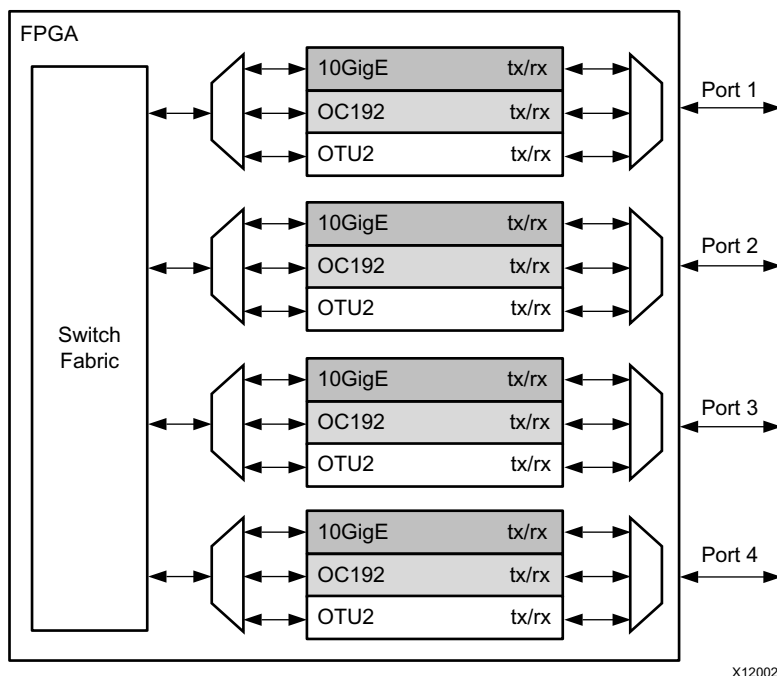 FPGA
10GigE tx/rx
OC192 tx/rx
OTU2 tx/rx
Port 1
10GigE tx/rx
OC192 tx/rx
OTU2 tx/rx
Port 2
Switch
Fabric
10GigE tx/rx
OC192 tx/rx
OTU2 tx/rx
Port 3
10GigE tx/rx
OC192 tx/rx
OTU2 tx/rx
Port 4
X12002